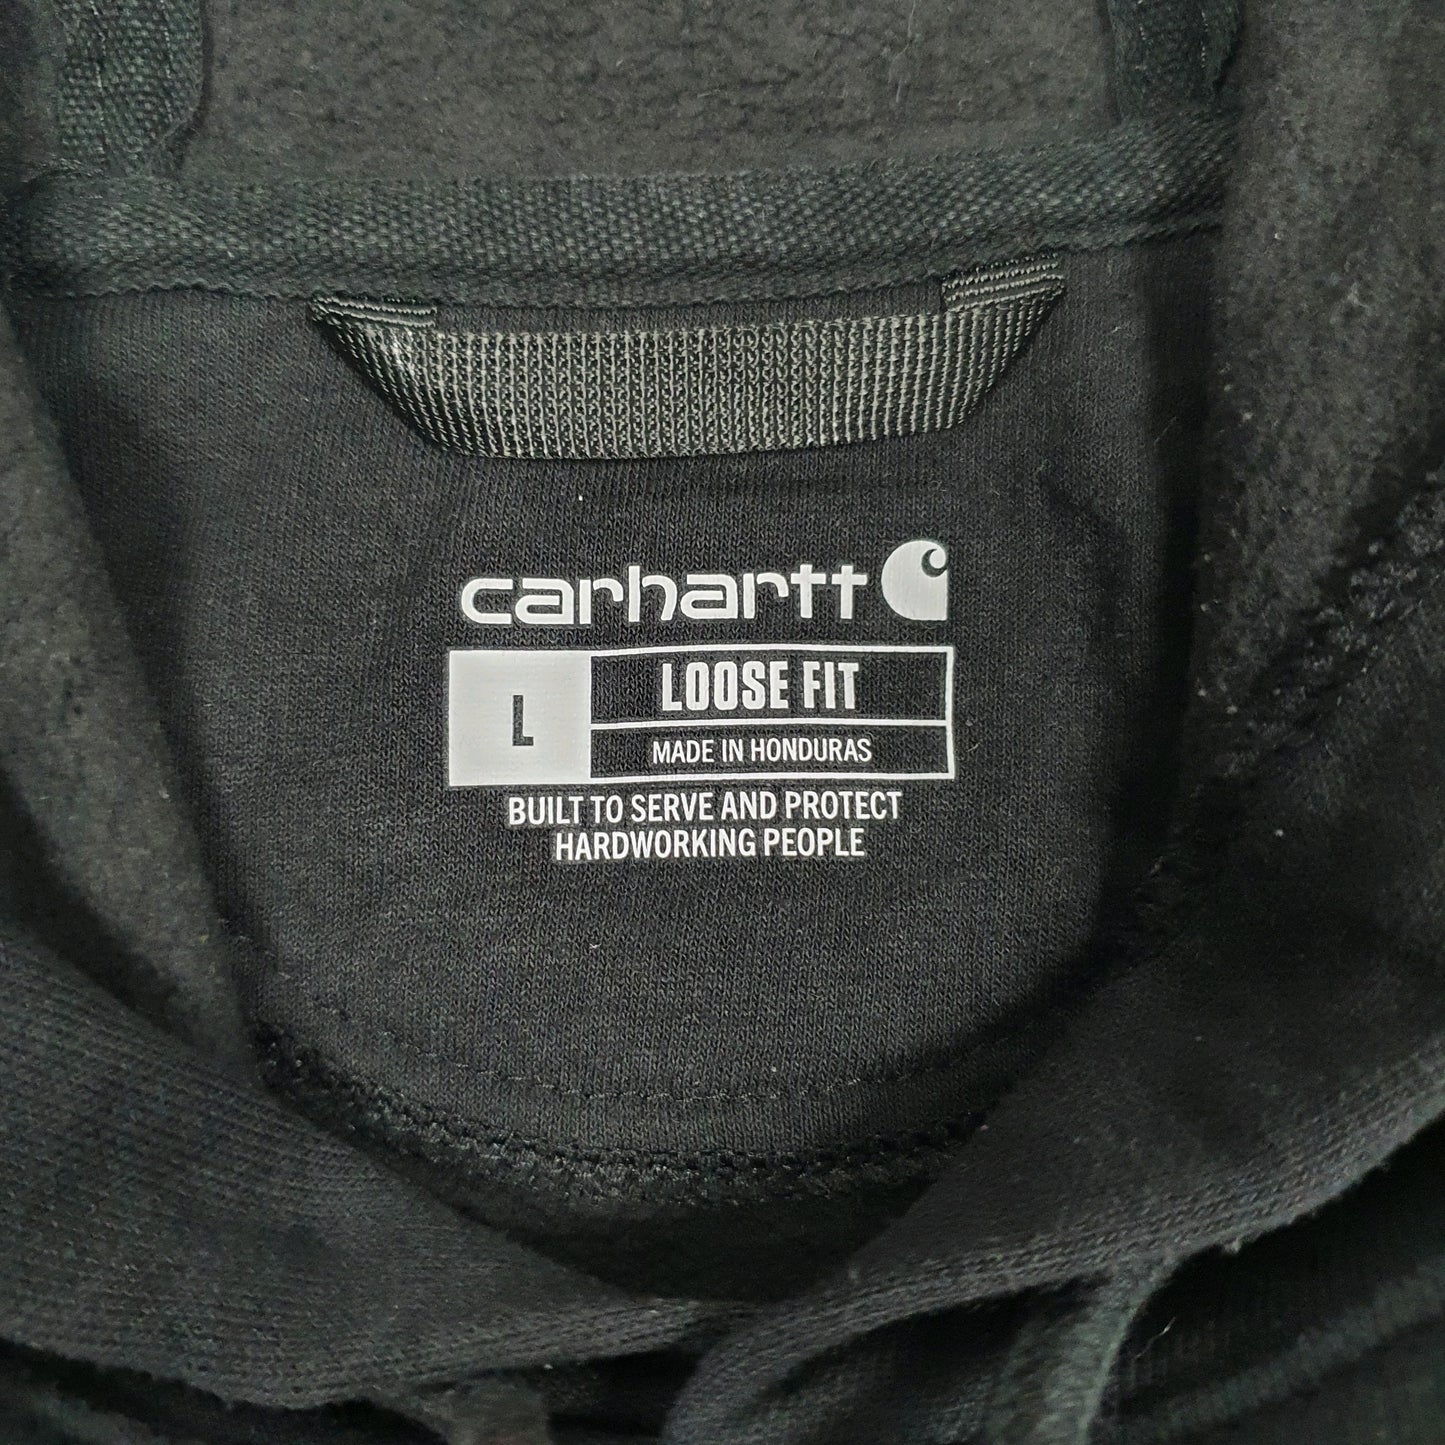 carhartt
L
LOOSE FIT
MADE IN HONDURAS
BUILT TO SERVE AND PROTECT
HARDWORKING PEOPLE